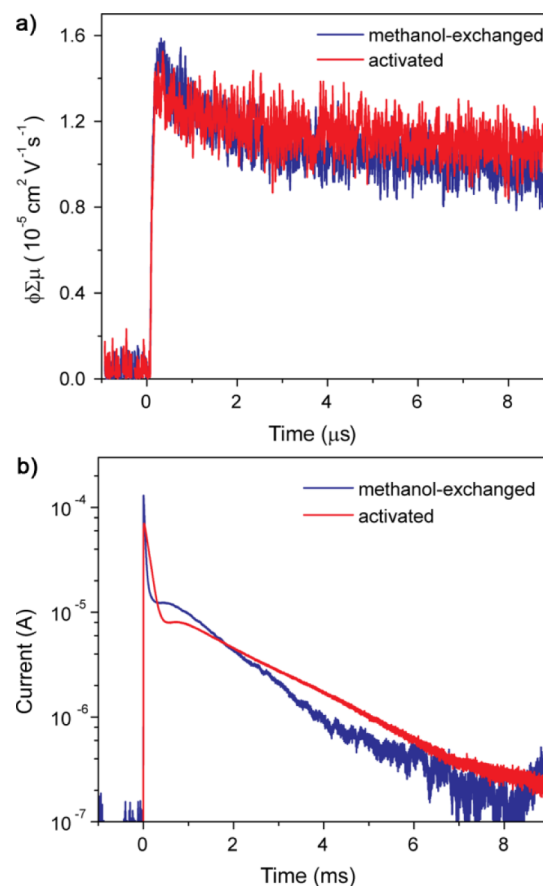 a)
methanol-exchanged
activated
1.6
1.2
0.8
0.4
0.0
ϕΣμ ( 10⁻⁵ cm² V⁻¹ s⁻¹ )
0 2 4 6 8
Time (μs)
b)
methanol-exchanged
activated
10⁻⁴
10⁻⁵
10⁻⁶
10⁻⁷
Current (A)
0 2 4 6 8
Time (ms)